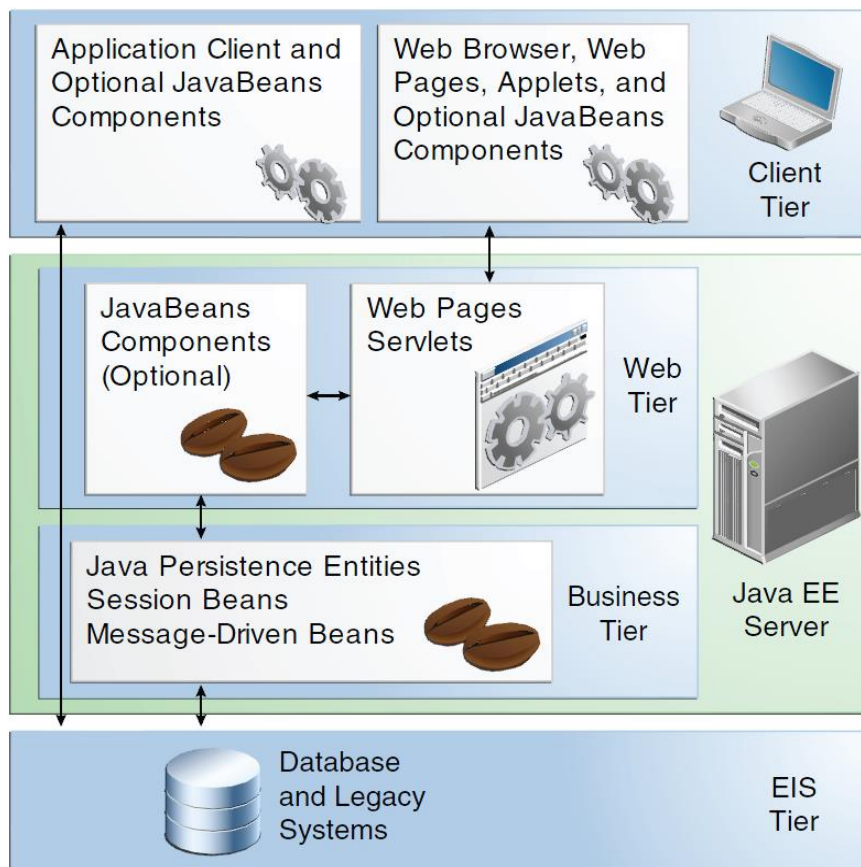 Application Client and
Optional JavaBeans
Components
Web Browser, Web
Pages, Applets, and
Optional JavaBeans
Components
Client
Tier
JavaBeans
Components
(Optional)
Web Pages
Servlets
Web
Tier
Java Persistence Entities
Session Beans
Message-Driven Beans
Business
Tier
Java EE
Server
Database
and Legacy
Systems
EIS
Tier